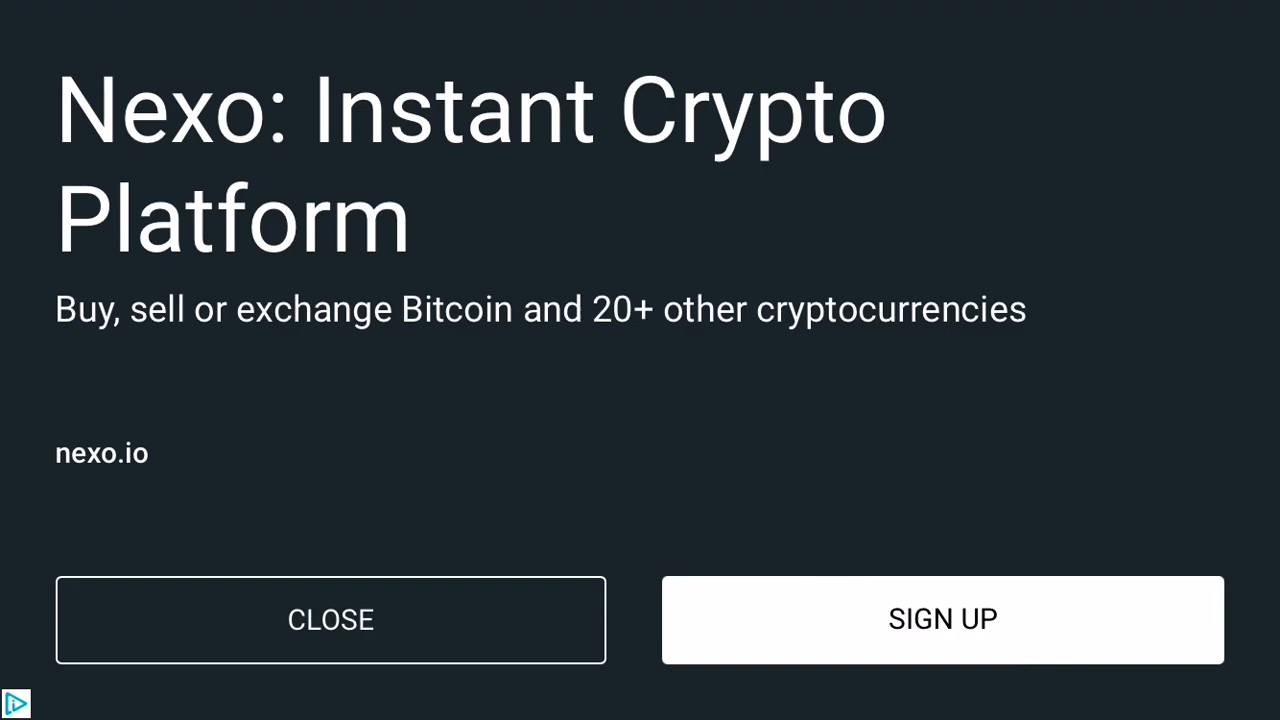 Nexo: Instant Crypto
Platform
Buy, sell or exchange Bitcoin and 20+ other cryptocurrencies
nexo.io
CLOSE
SIGN UP